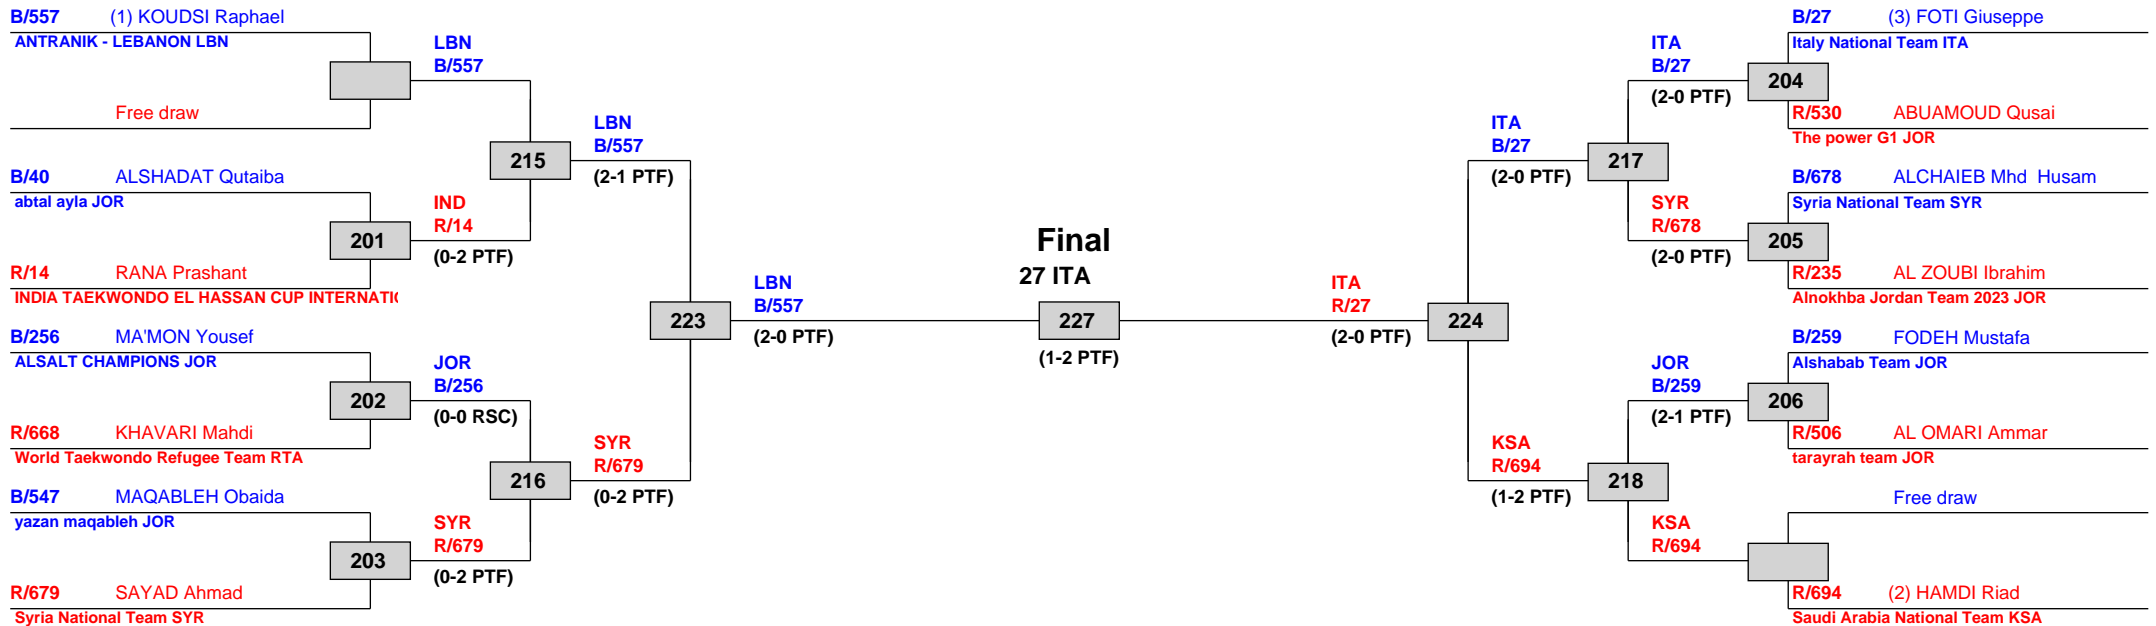 B/557 (1) KOUDSI Raphael
ANTRANIK - LEBANON LBN
Free draw
B/40 ALSHADAT Qutaiba
abtal ayla JOR
201
R/14 RANA Prashant
INDIA TAEKWONDO EL HASSAN CUP
B/256 MA'MON Yousef
ALSALT CHAMPIONS JOR
202
R/668 KHAVARI Mahdi
World Taekwondo Refugee Team RTA
B/547 MAQABLEH Obaida
yazan maqableh JOR
203
R/679 SAYAD Ahmad
Syria National Team SYR
LBN
B/557
215
IND
R/14
(0-2 PTF)
JOR
B/256
(0-0 RSC)
216
SYR
R/679
(0-2 PTF)
LBN
B/557
(2-1 PTF)
223
SYR
R/679
(0-2 PTF)
LBN
B/557
(2-0 PTF)
Final
27 ITA
227
(1-2 PTF)
ITA
R/27
(2-0 PTF)
224
ITA
B/27
(2-0 PTF)
217
KSA
R/694
(1-2 PTF)
218
ITA
B/27
(2-0 PTF)
SYR
R/678
(2-0 PTF)
JOR
B/259
(2-1 PTF)
KSA
R/694
B/27 (3) FOTI Giuseppe
Italy National Team ITA
204
R/530 ABUAMOUD Qusai
The power G1 JOR
B/678 ALCHAIEB Mhd Husam
Syria National Team SYR
205
R/235 AL ZOUBI Ibrahim
Alnokhba Jordan Team 2023 JOR
B/259 FODEH Mustafa
Alshabab Team JOR
206
R/506 AL OMARI Ammar
tarayrah team JOR
Free draw
R/694 (2) HAMDI Riad
Saudi Arabia National Team KSA